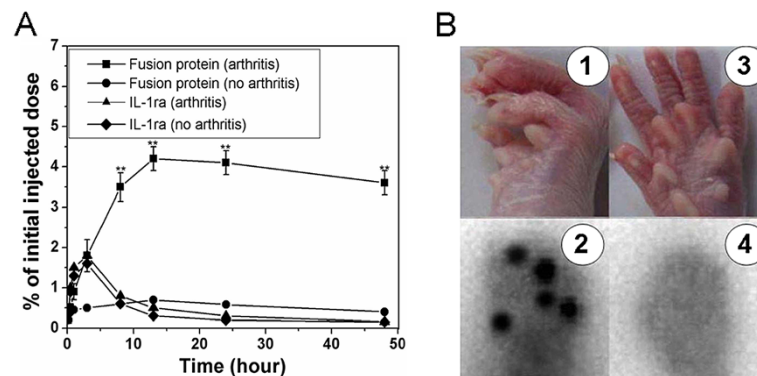 A
7
6
5
4
3
2
1
0
% of initial injected dose
Fusion protein (arthritis)
Fusion protein (no arthritis)
IL-1ra (arthritis)
IL-1ra (no arthritis)
**
**
**
**
0 10 20 30 40 50
Time (hour)
B
1
3
2
4